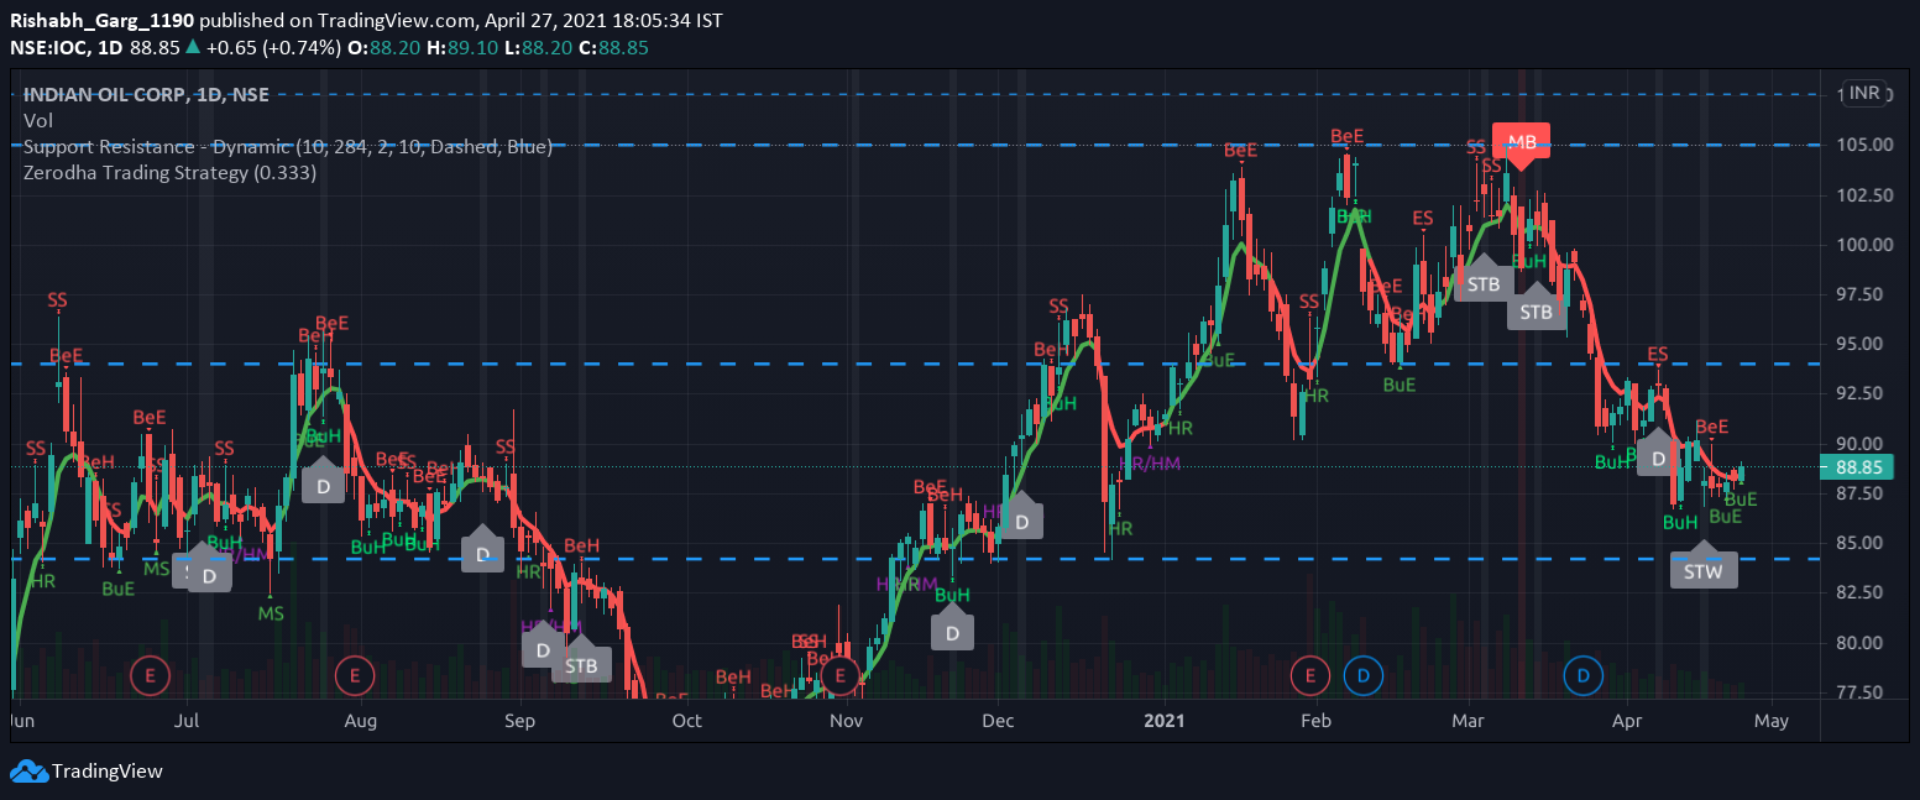 Rishabh_Garg_1190 published on TradingView.com, April 27, 2021 18:05:34 IST
NSE:IOC, 1D 88.85 ▲ +0.65 (+0.74%) O:88.20 H:89.10 L:88.20 C:88.85
INDIAN OIL CORP, 1D, NSE
INR
Vol
Support Resistance - Dynamic (10, 284, 2, 10, Dashed, Blue)
Zerodha Trading Strategy (0.333)
BeE BeE SS MB
SS
105.00
102.50
ES
100.00
STB BuH
STB
97.50
SS BeE SS SS
BeE BeH BeE
95.00
BeH BuE ES
92.50
BuH HR BuE
BeE HR BeE
90.00
SS SS BuH SS HR/HM BuH D
88.85
BeH BeE SS BeE BeH
87.50
SS D BeE BeH D BuE
BuH BuH BuH HR BuH BuE
85.00
BuH D
HR MS D HR STW
BuE BuH
82.50
MS
D
80.00
D STB BeH
E E BeH E E D D
77.50
Jul Aug Sep Oct Nov Dec 2021 Feb Mar Apr May
TradingView